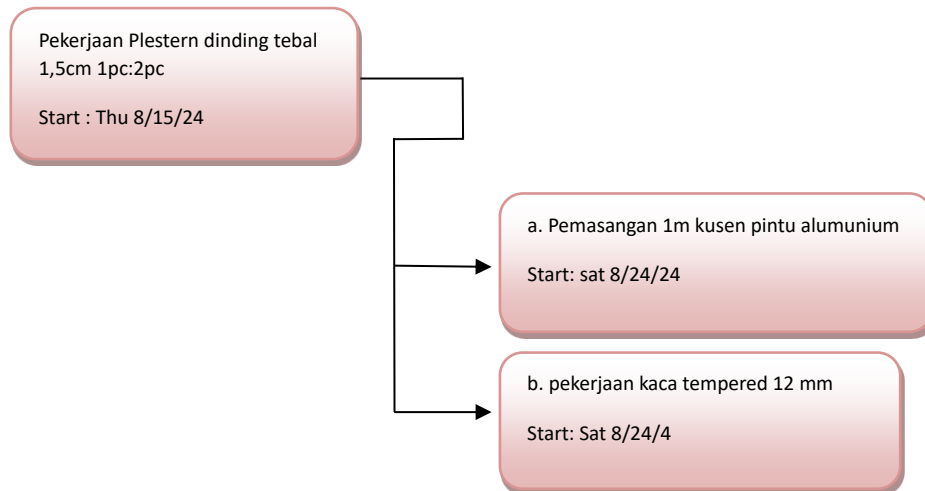 Pekerjaan Plestern dinding tebal
1,5cm 1pc:2pc
Start : Thu 8/15/24
a. Pemasangan 1m kusen pintu alumunium
Start: sat 8/24/24
b. pekerjaan kaca tempered 12 mm
Start: Sat 8/24/4